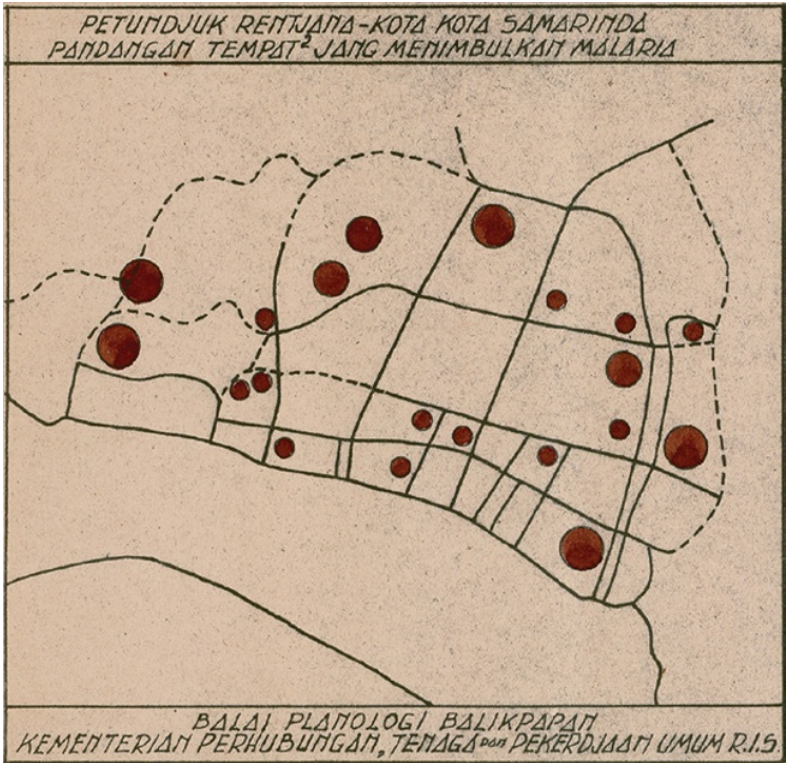 PETUNDJUK RENTJANA-KOTA KOTA SAMARINDA
PANDANGAN TEMPAT² JANG MENIMBULKAN MALARIA
BALAI PLANOLOGI BALIKPAPAN
KEMENTERIAN PERHUBUNGAN, TENAGA DAN PEKERDJAAN UMUM R.I.S.